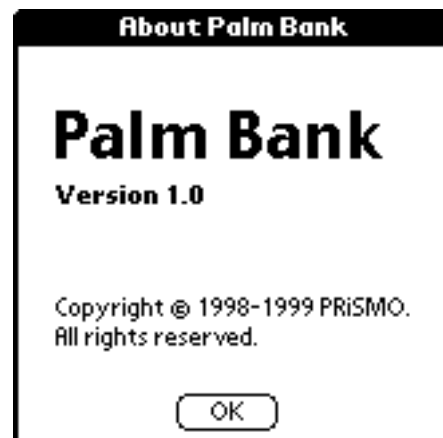 About Palm Bank
Palm Bank
Version 1.0
Copyright © 1998-1999 PRiSMO.
All rights reserved.
OK